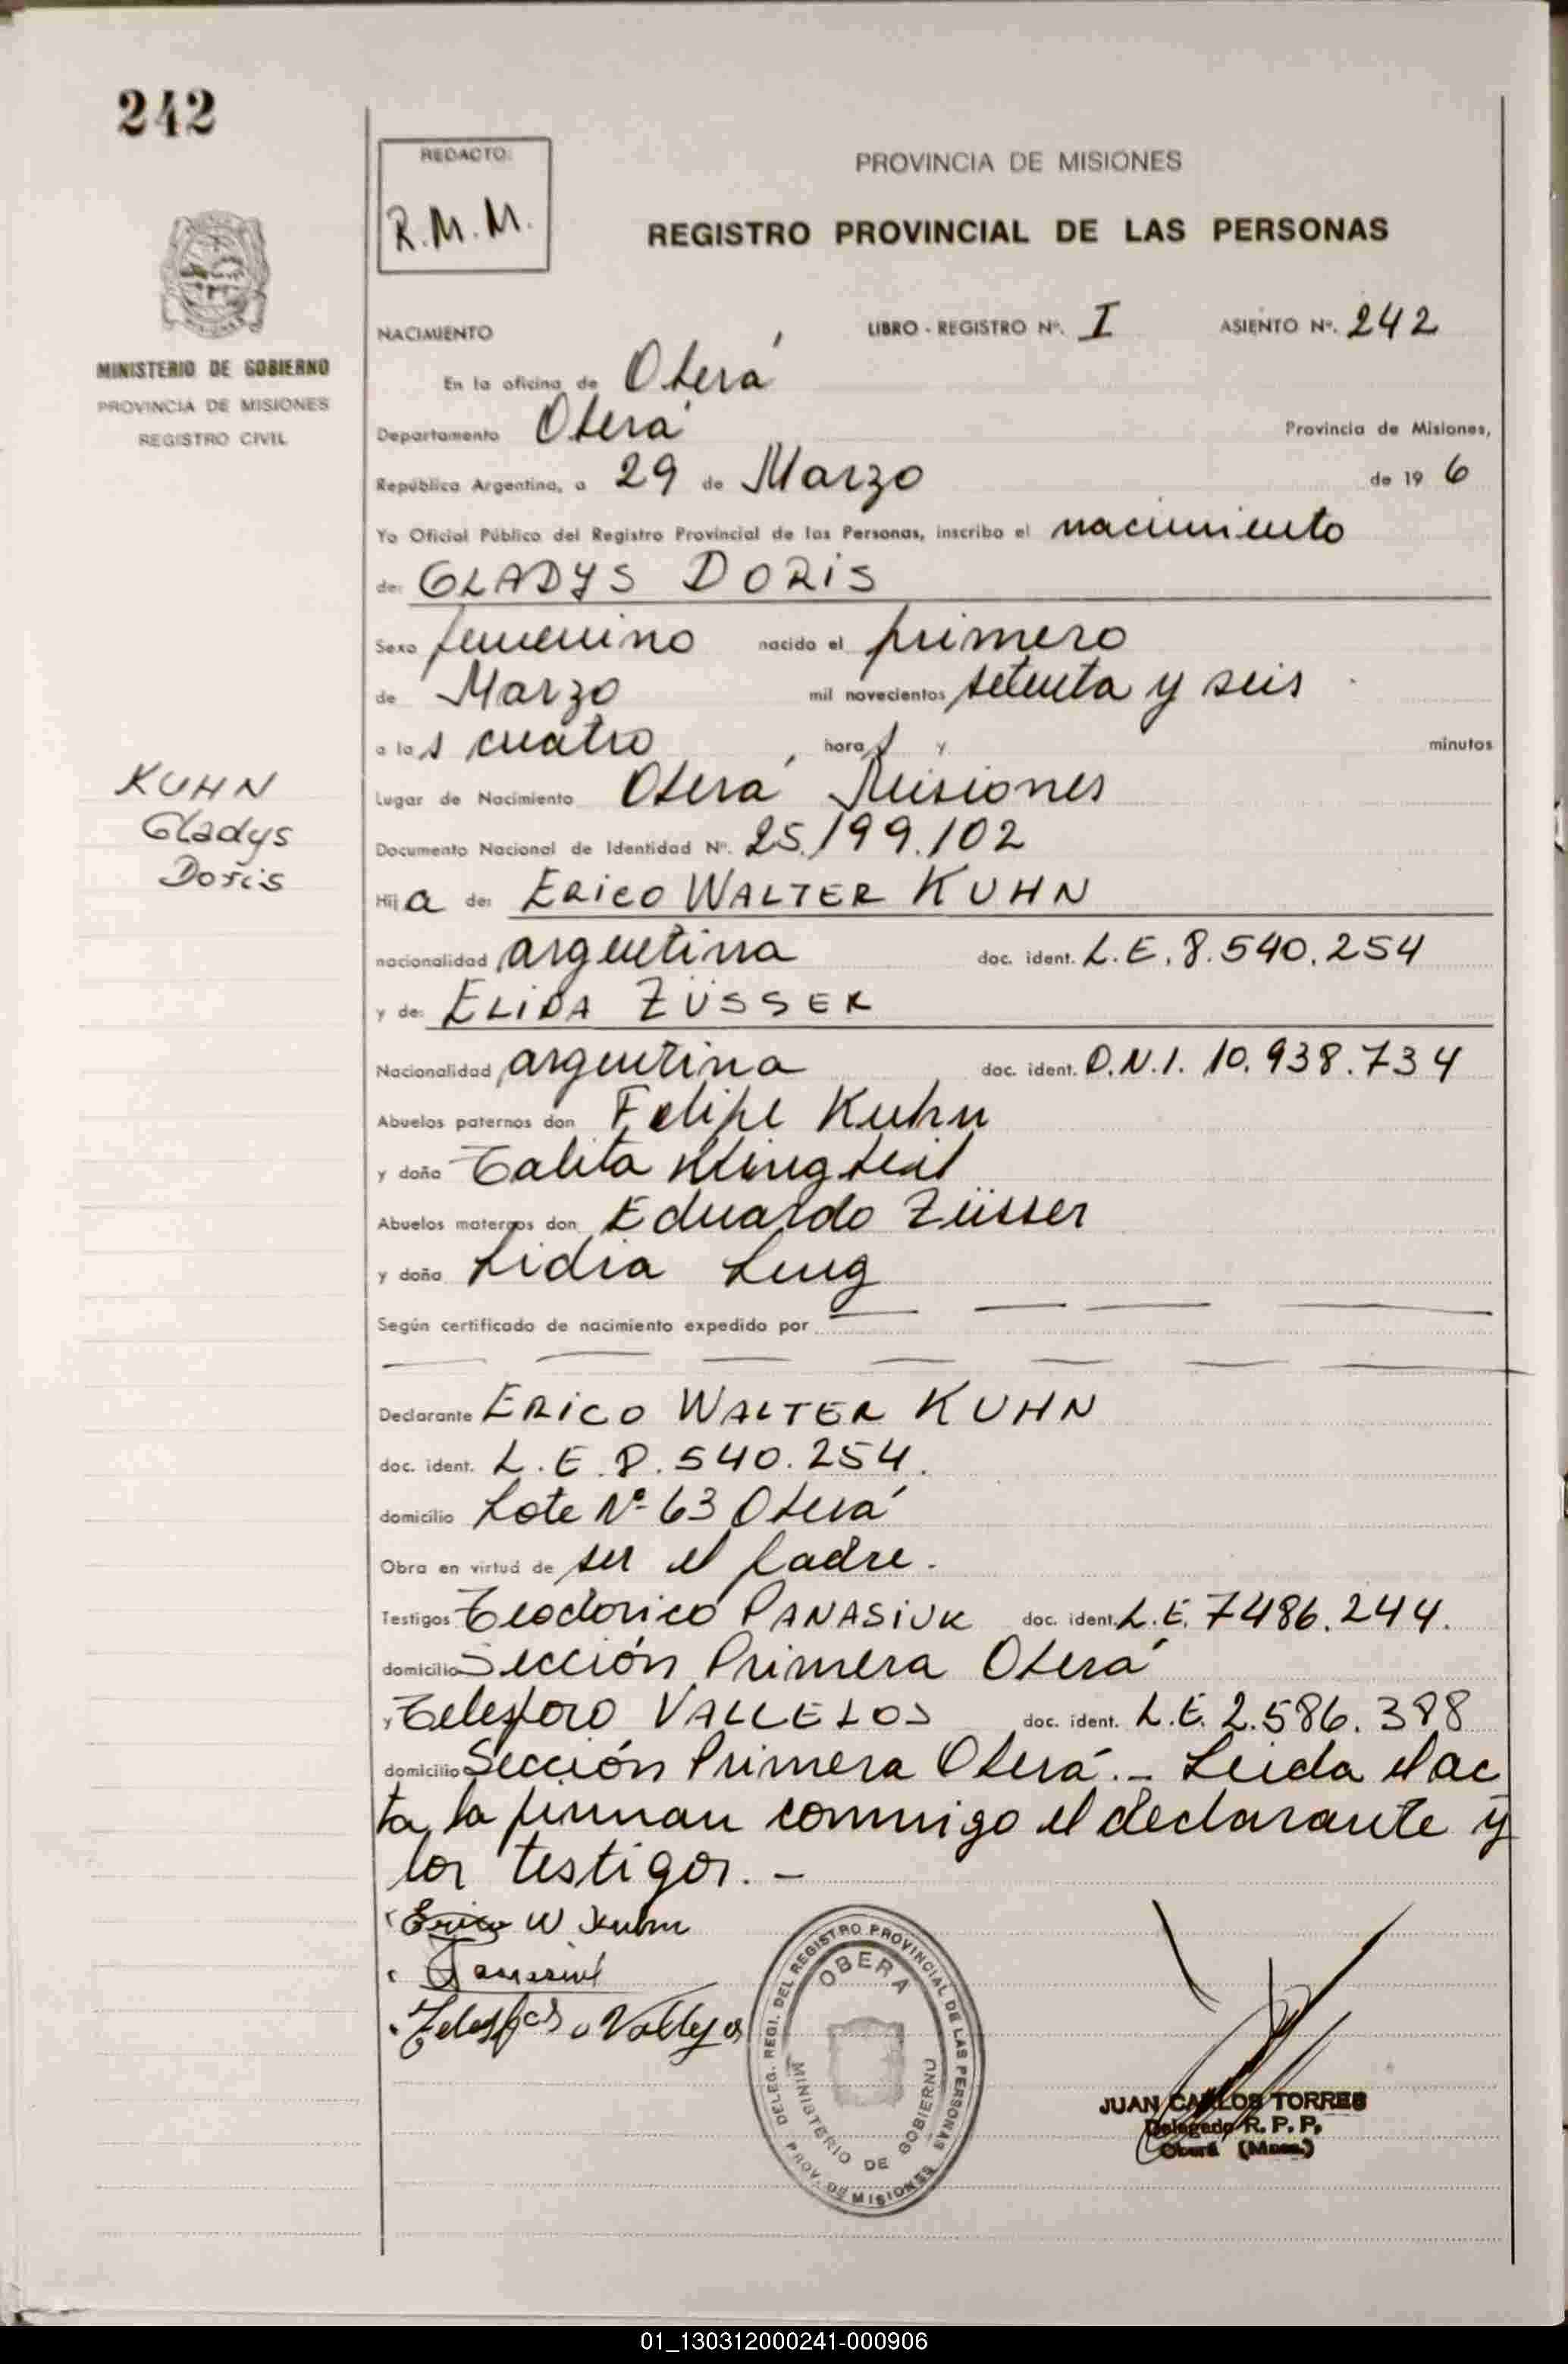 242
REDACTO:
R.M.M.
PROVINCIA DE MISIONES
REGISTRO PROVINCIAL DE LAS PERSONAS
MINISTERIO DE GOBIERNO
PROVINCIA DE MISIONES
REGISTRO CIVIL
NACIMIENTO LIBRO - REGISTRO Nº. I ASIENTO Nº. 242
En la oficina de Oberá
Departamento Oberá Provincia de Misiones,
República Argentina, a 29 de Marzo de 19 6
Yo Oficial Público del Registro Provincial de las Personas, inscribo el nacimiento
de: GLADYS DORIS
Sexo femenino nacido el primero
de Marzo mil novecientos setenta y seis
a las cuatro horas y minutos
Lugar de Nacimiento Oberá Misiones
KUHN
Gladys
Doris
Documento Nacional de Identidad Nº. 25.199.102
Hija de: ERICO WALTER KUHN
nacionalidad argentina doc. ident. L.E. 8.540.254
y de: ELIDA ZÜSSER
Nacionalidad argentina doc. ident. D.N.I. 10.938.734
Abuelos paternos don Felipe Kuhn
y doña Talita
Abuelos maternos don Eduardo Züsser
y doña Lidia
Según certificado de nacimiento expedido por
Declarante ERICO WALTER KUHN
doc. ident. L.E. 8.540.254.
domicilio Lote Nº 63 Oberá
Obra en virtud de ser el padre.
Testigos Teodorico PANASIUK doc. ident. L.E. 7486.244.
domicilio Sección Primera Oberá
y Telesforo VALLEJOS doc. ident. L.E. 2.586.388
domicilio Sección Primera Oberá.- Leida el ac
ta, la firman conmigo el declarante y
los testigos.-
Erico W Kuhn
Panasiuk
Vallejos
DELEG. REGI. DEL REGISTRO PROVINCIAL DE LAS PERSONAS
OBERA
MINISTERIO DE GOBIERNO
PROV. DE MISIONES
JUAN CARLOS TORRES
Delegado R. P. P.
Oberá (Mnes.)
01_130312000241-000906